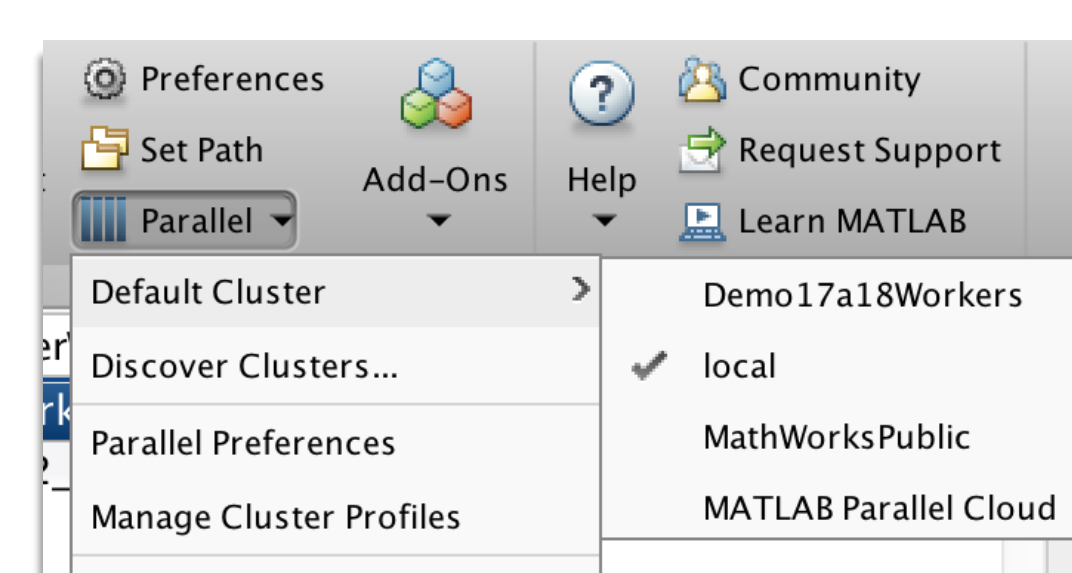 Preferences
Set Path
Parallel
Add-Ons
Help
Community
Request Support
Learn MATLAB
Default Cluster
Discover Clusters...
Parallel Preferences
Manage Cluster Profiles
Demo17a18Workers
local
MathWorksPublic
MATLAB Parallel Cloud